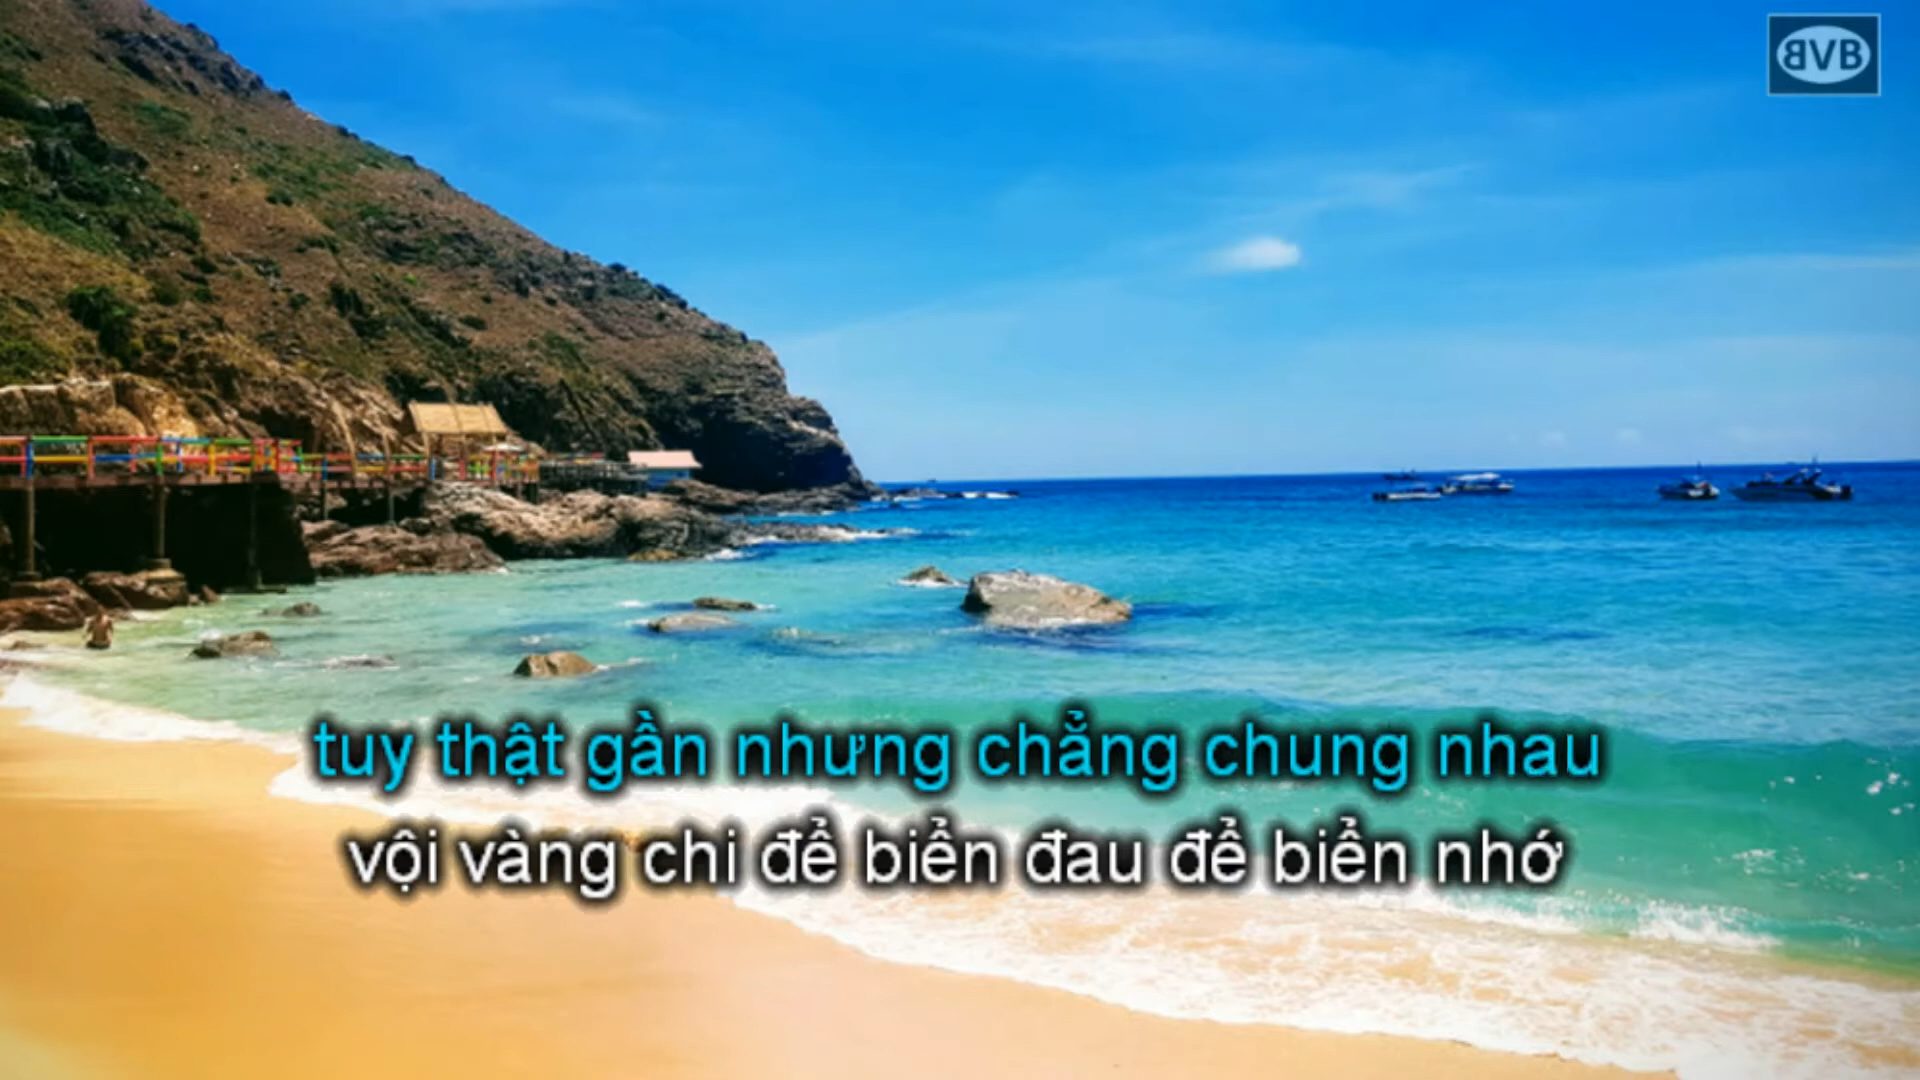 BVB
tuy thật gần nhưng chẳng chung nhau
vội vàng chi để biển đau để biển nhớ